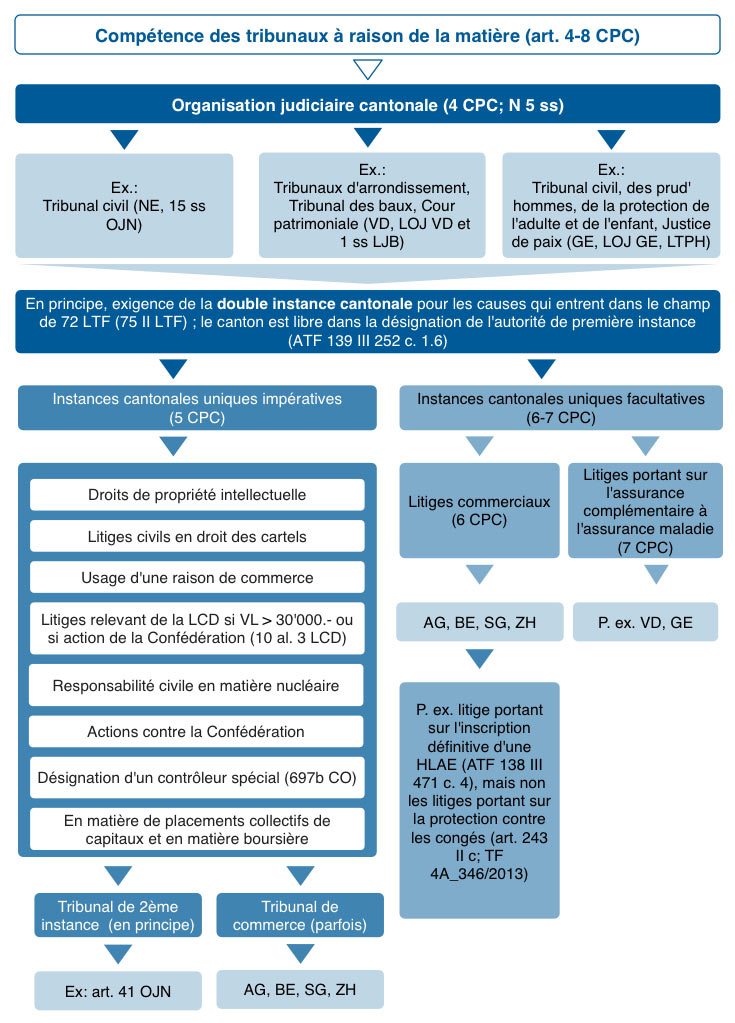 Compétence des tribunaux à raison de la matière (art. 4-8 CPC)
Organisation judiciaire cantonale (4 CPC; N 5 ss)
Ex.:
Tribunal civil (NE, 15 ss
OJN)
Ex.:
Tribunaux d'arrondissement,
Tribunal des baux, Cour
patrimoniale (VD, LOJ VD et
1 ss LJB)
Ex.:
Tribunal civil, des prud'
hommes, de la protection de
l'adulte et de l'enfant, Justice
de paix (GE, LOJ GE, LTPH)
En principe, exigence de la double instance cantonale pour les causes qui entrent dans le champ
de 72 LTF (75 II LTF) ; le canton est libre dans la désignation de l'autorité de première instance
(ATF 139 III 252 c. 1.6)
Instances cantonales uniques impératives
(5 CPC)
Droits de propriété intellectuelle
Litiges civils en droit des cartels
Usage d'une raison de commerce
Litiges relevant de la LCD si VL > 30'000.- ou
si action de la Confédération (10 al. 3 LCD)
Responsabilité civile en matière nucléaire
Actions contre la Confédération
Désignation d'un contrôleur spécial (697b CO)
En matière de placements collectifs de
capitaux et en matière boursière
Tribunal de 2ème
instance (en principe)
Ex: art. 41 OJN
Tribunal de
commerce (parfois)
AG, BE, SG, ZH
Instances cantonales uniques facultatives
(6-7 CPC)
Litiges commerciaux
(6 CPC)
AG, BE, SG, ZH
P. ex. litige portant
sur l'inscription
définitive d'une
HLAE (ATF 138 III
471 c. 4), mais non
les litiges portant sur
la protection contre
les congés (art. 243
II c; TF
4A_346/2013)
Litiges portant sur
l'assurance
complémentaire à
l'assurance maladie
(7 CPC)
P. ex. VD, GE